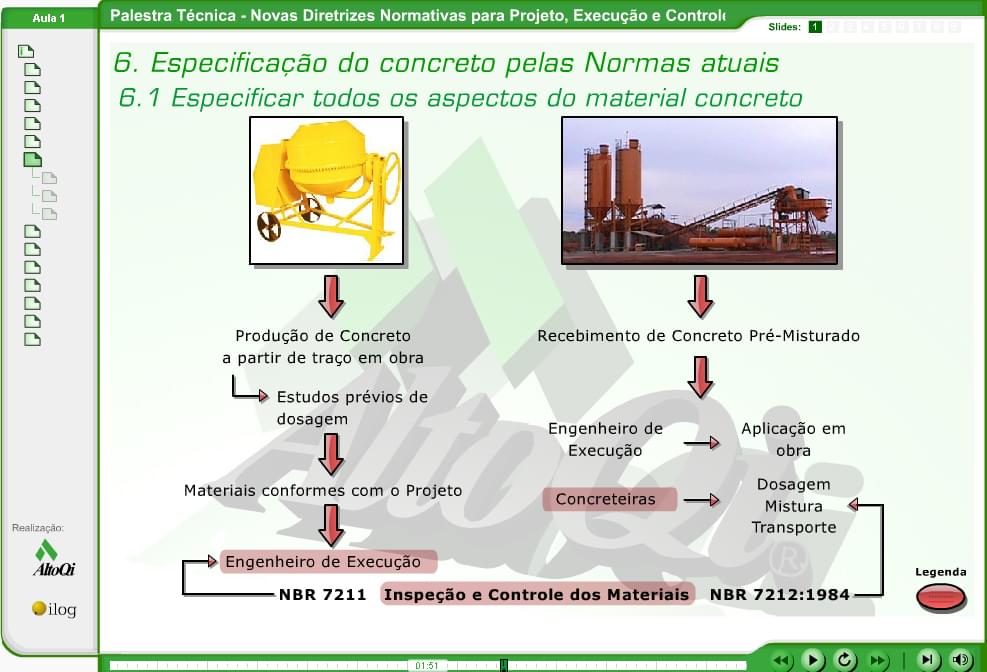 Aula 1
Palestra Técnica - Novas Diretrizes Normativas para Projeto, Execução e Control
Slides: 1
6. Especificação do concreto pelas Normas atuais
6.1 Especificar todos os aspectos do material concreto
Produção de Concreto
a partir de traço em obra
Estudos prévios de
dosagem
Materiais conformes com o Projeto
Engenheiro de Execução
Recebimento de Concreto Pré-Misturado
Engenheiro de
Execução
Aplicação em
obra
Concreteiras
Dosagem
Mistura
Transporte
NBR 7211 Inspeção e Controle dos Materiais NBR 7212:1984
Legenda
Realização:
AltoQi
ilog
AltoQi®
01:51